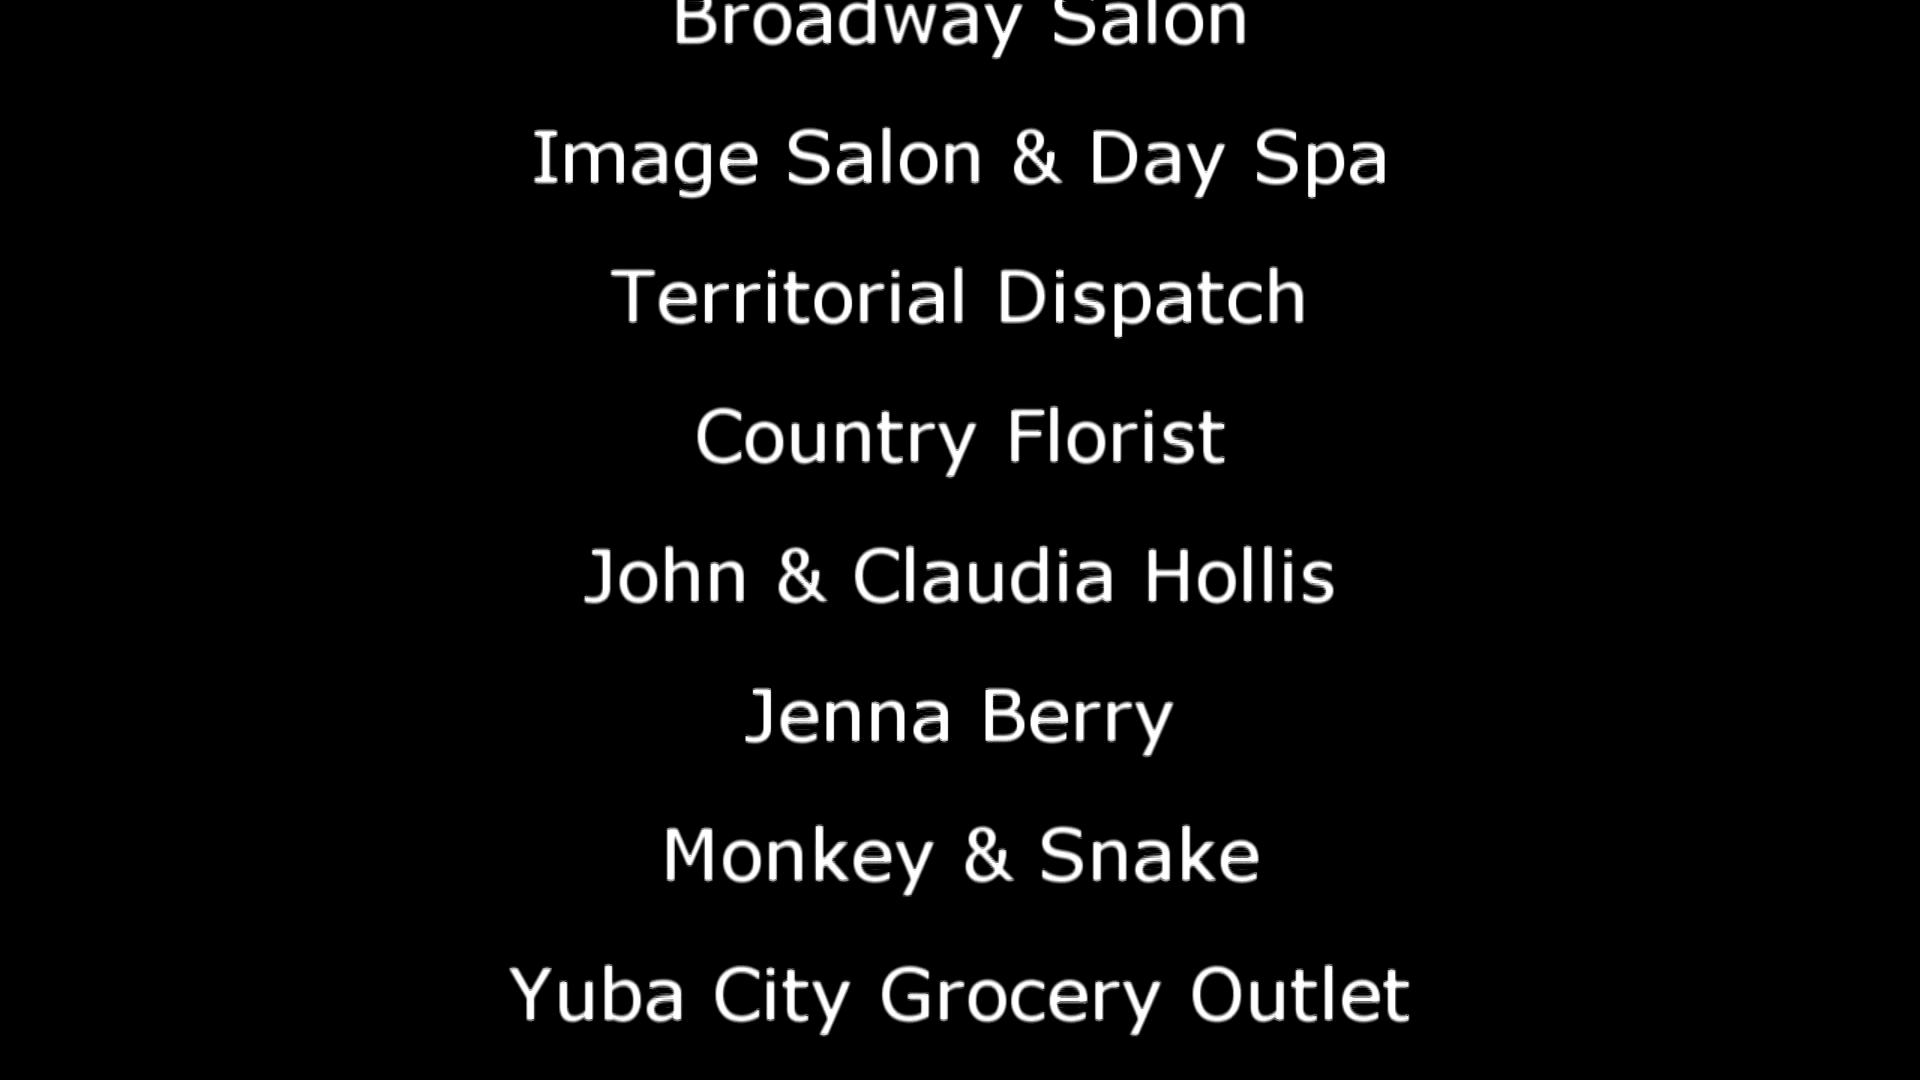 Broadway Salon
Image Salon & Day Spa
Territorial Dispatch
Country Florist
John & Claudia Hollis
Jenna Berry
Monkey & Snake
Yuba City Grocery Outlet